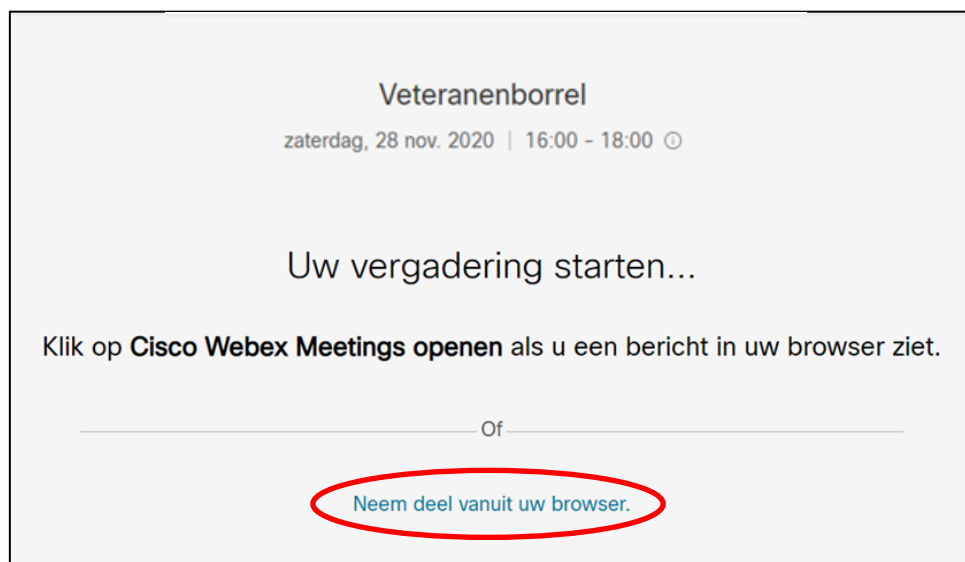 Veteranenborrel
zaterdag, 28 nov. 2020 | 16:00 - 18:00
Uw vergadering starten...
Klik op Cisco Webex Meetings openen als u een bericht in uw browser ziet.
Of
Neem deel vanuit uw browser.